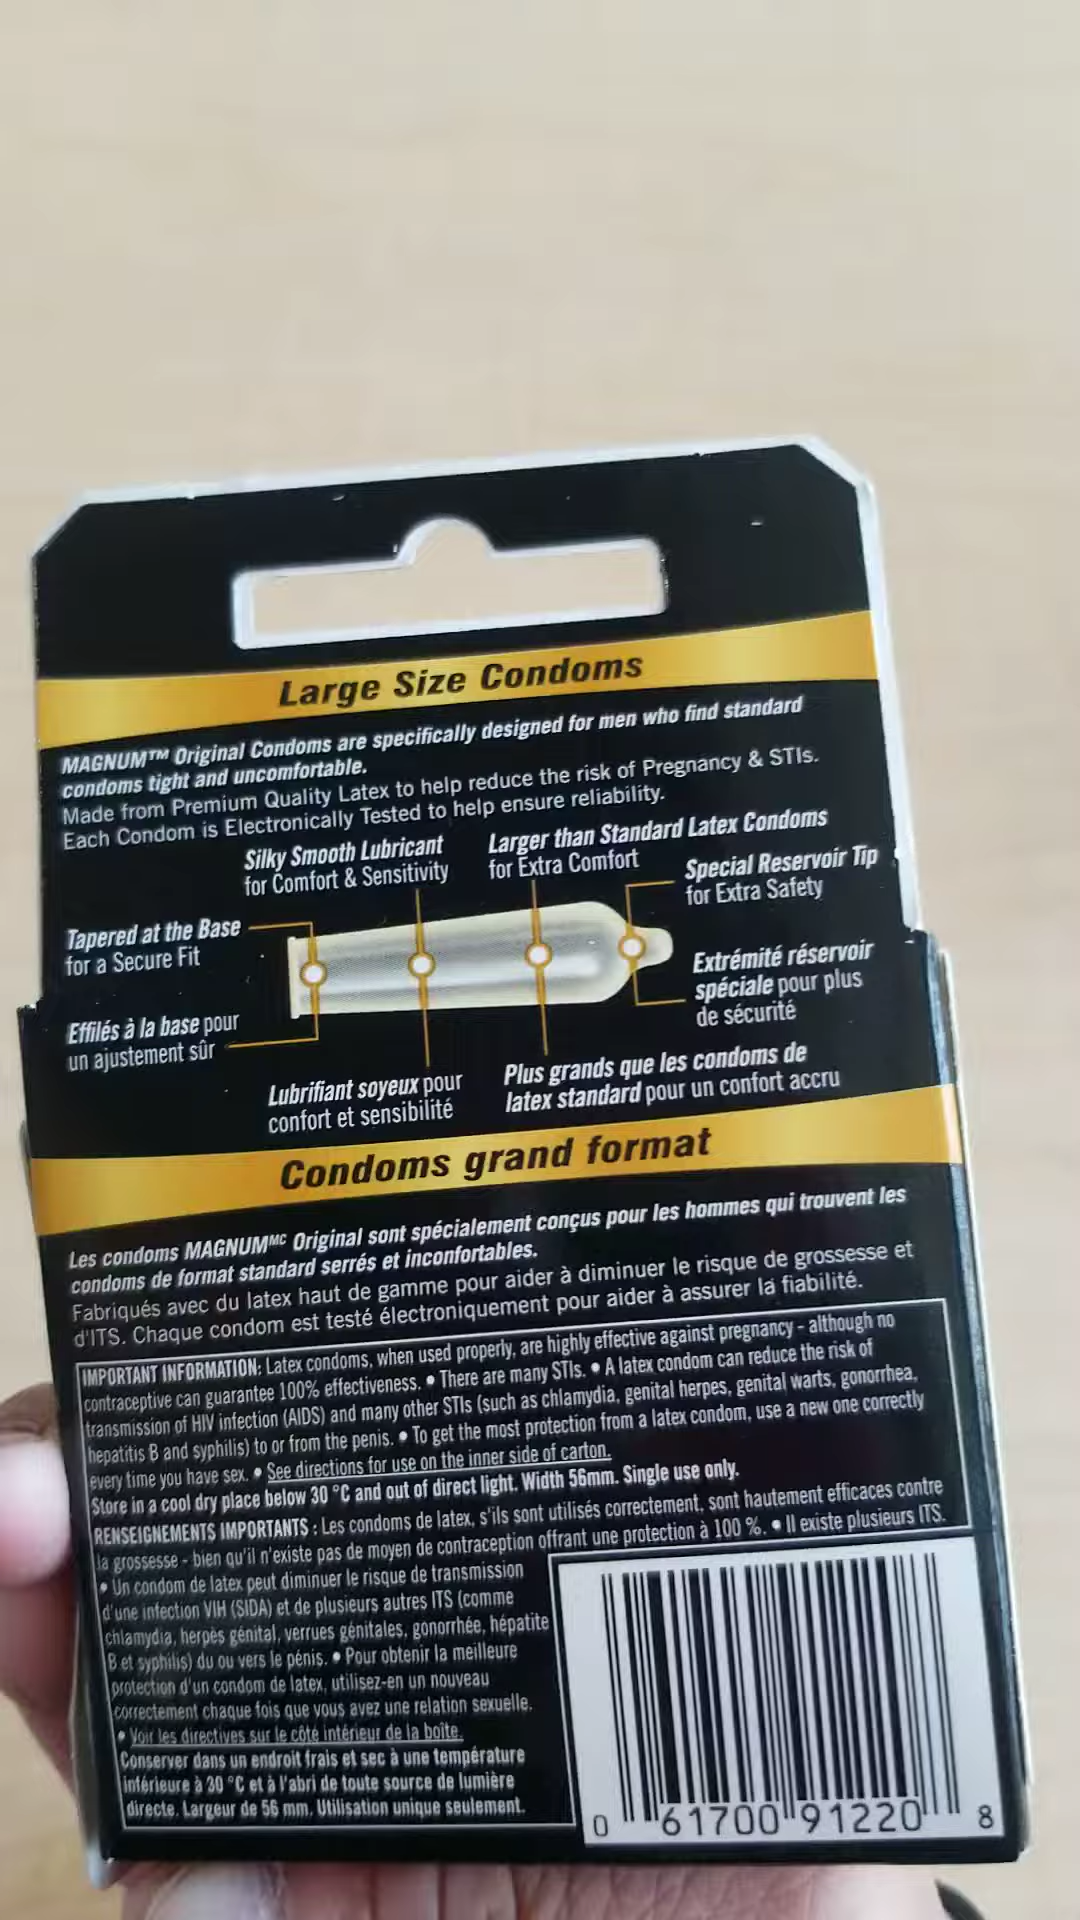 Large Size Condoms
MAGNUM™ Original Condoms are specifically designed for men who find standard
condoms tight and uncomfortable.
Made from Premium Quality Latex to help reduce the risk of Pregnancy & STIs.
Each Condom is Electronically Tested to help ensure reliability.
Silky Smooth Lubricant
for Comfort & Sensitivity
Larger than Standard Latex Condoms
for Extra Comfort
Special Reservoir Tip
for Extra Safety
Tapered at the Base
for a Secure Fit
Extrémité réservoir
spéciale pour plus
de sécurité
Effilés à la base pour
un ajustement sûr
Lubrifiant soyeux pour
confort et sensibilité
Plus grands que les condoms de
latex standard pour un confort accru
Condoms grand format
Les condoms MAGNUMᴹᶜ Original sont spécialement conçus pour les hommes qui trouvent les
condoms de format standard serrés et inconfortables.
Fabriqués avec du latex haut de gamme pour aider à diminuer le risque de grossesse et
d'ITS. Chaque condom est testé électroniquement pour aider à assurer la fiabilité.
IMPORTANT INFORMATION: Latex condoms, when used properly, are highly effective against pregnancy - although no
contraceptive can guarantee 100% effectiveness. • There are many STIs. • A latex condom can reduce the risk of
transmission of HIV infection (AIDS) and many other STIs (such as chlamydia, genital herpes, genital warts, gonorrhea,
hepatitis B and syphilis) to or from the penis. • To get the most protection from a latex condom, use a new one correctly
every time you have sex. • See directions for use on the inner side of carton.
Store in a cool dry place below 30 °C and out of direct light. Width 56mm. Single use only.
RENSEIGNEMENTS IMPORTANTS : Les condoms de latex, s'ils sont utilisés correctement, sont hautement efficaces contre
la grossesse - bien qu'il n'existe pas de moyen de contraception offrant une protection à 100 %. • Il existe plusieurs ITS.
• Un condom de latex peut diminuer le risque de transmission
d'une infection VIH (SIDA) et de plusieurs autres ITS (comme
chlamydia, herpès génital, verrues génitales, gonorrhée, hépatite
B et syphilis) du ou vers le pénis. • Pour obtenir la meilleure
protection d'un condom de latex, utilisez-en un nouveau
correctement chaque fois que vous avez une relation sexuelle.
• Voir les directives sur le côté intérieur de la boîte.
Conserver dans un endroit frais et sec à une température
inférieure à 30 °C et à l'abri de toute source de lumière
directe. Largeur de 56 mm. Utilisation unique seulement.
0 61700 91220 8